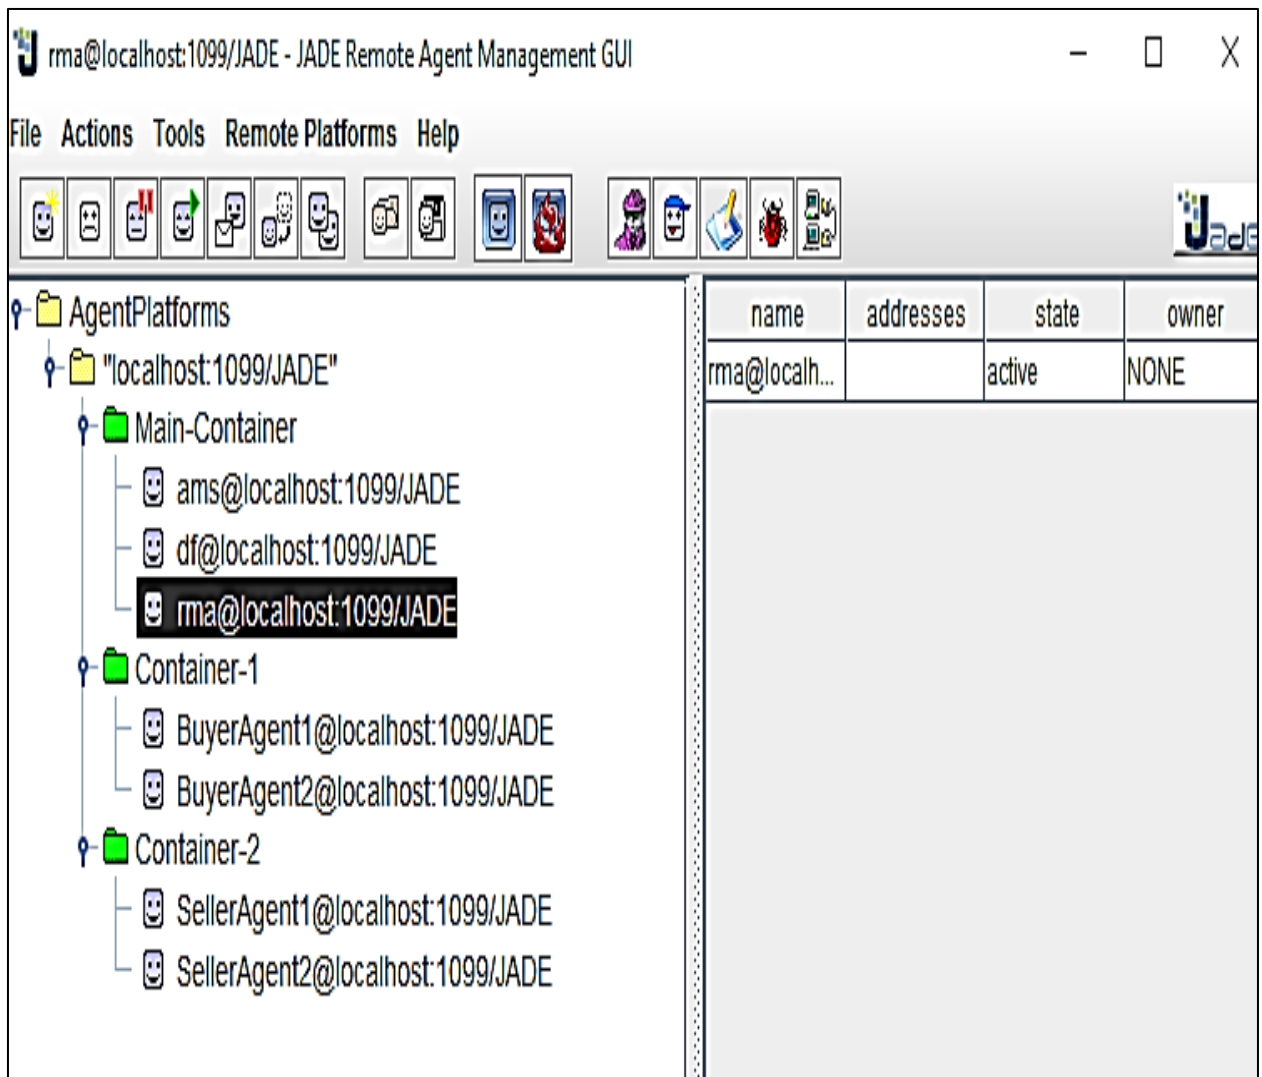 rma@localhost:1099/JADE - JADE Remote Agent Management GUI
File Actions Tools Remote Platforms Help
Jade
AgentPlatforms
"localhost:1099/JADE"
Main-Container
ams@localhost:1099/JADE
df@localhost:1099/JADE
rma@localhost:1099/JADE
Container-1
BuyerAgent1@localhost:1099/JADE
BuyerAgent2@localhost:1099/JADE
Container-2
SellerAgent1@localhost:1099/JADE
SellerAgent2@localhost:1099/JADE
name addresses state owner
rma@localh... active NONE